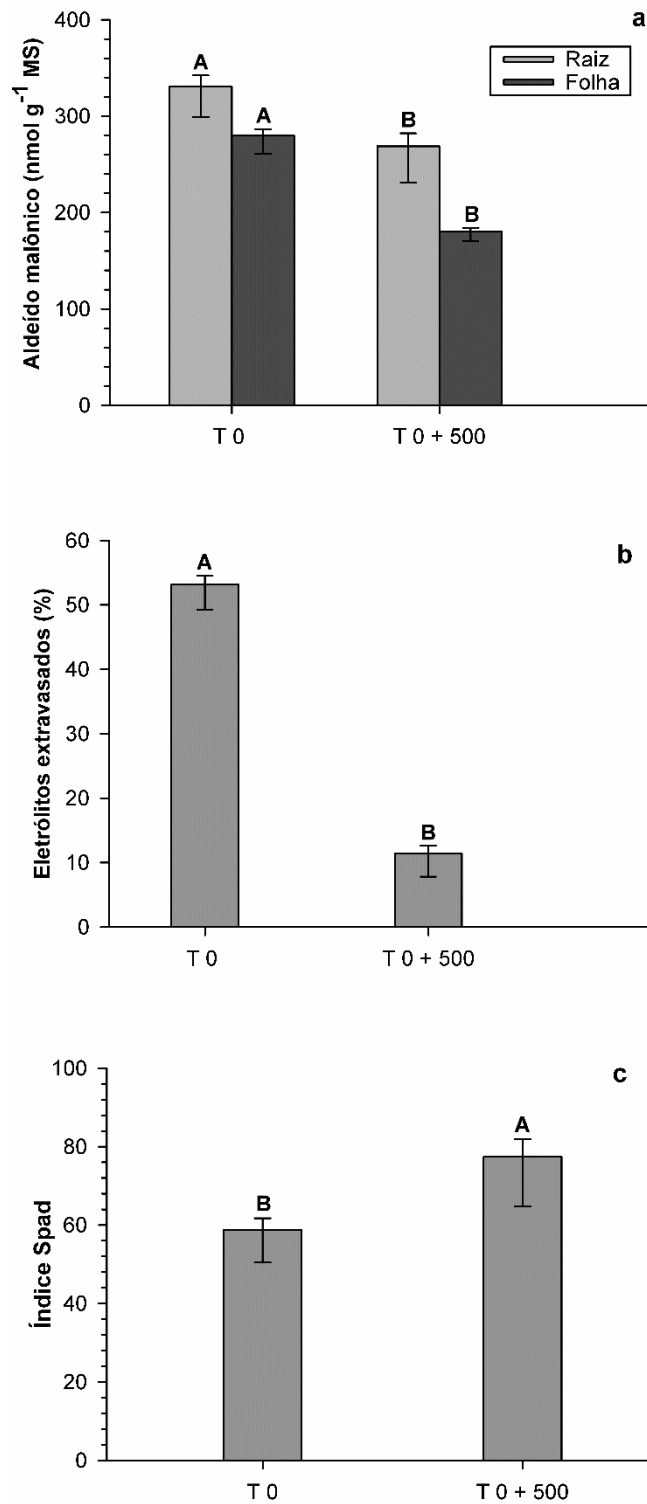 a
Aldeído malônico (nmol g⁻¹ MS)
400
300
200
100
0
Raiz
Folha
A
A
B
B
T 0
T 0 + 500
b
Eletrólitos extravasados (%)
60
50
40
30
20
10
0
A
B
T 0
T 0 + 500
c
Índice Spad
100
80
60
40
20
0
B
A
T 0
T 0 + 500